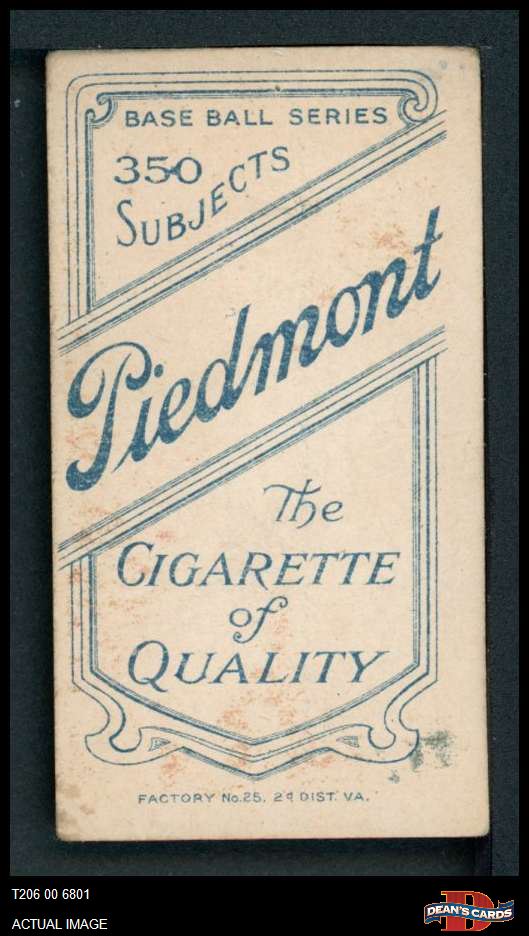 BASE BALL SERIES
350
SUBJECTS
Piedmont
The
CIGARETTE
of
QUALITY
FACTORY No. 25. 2d DIST. VA.
T206 00 6801
ACTUAL IMAGE
DEAN'S CARDS